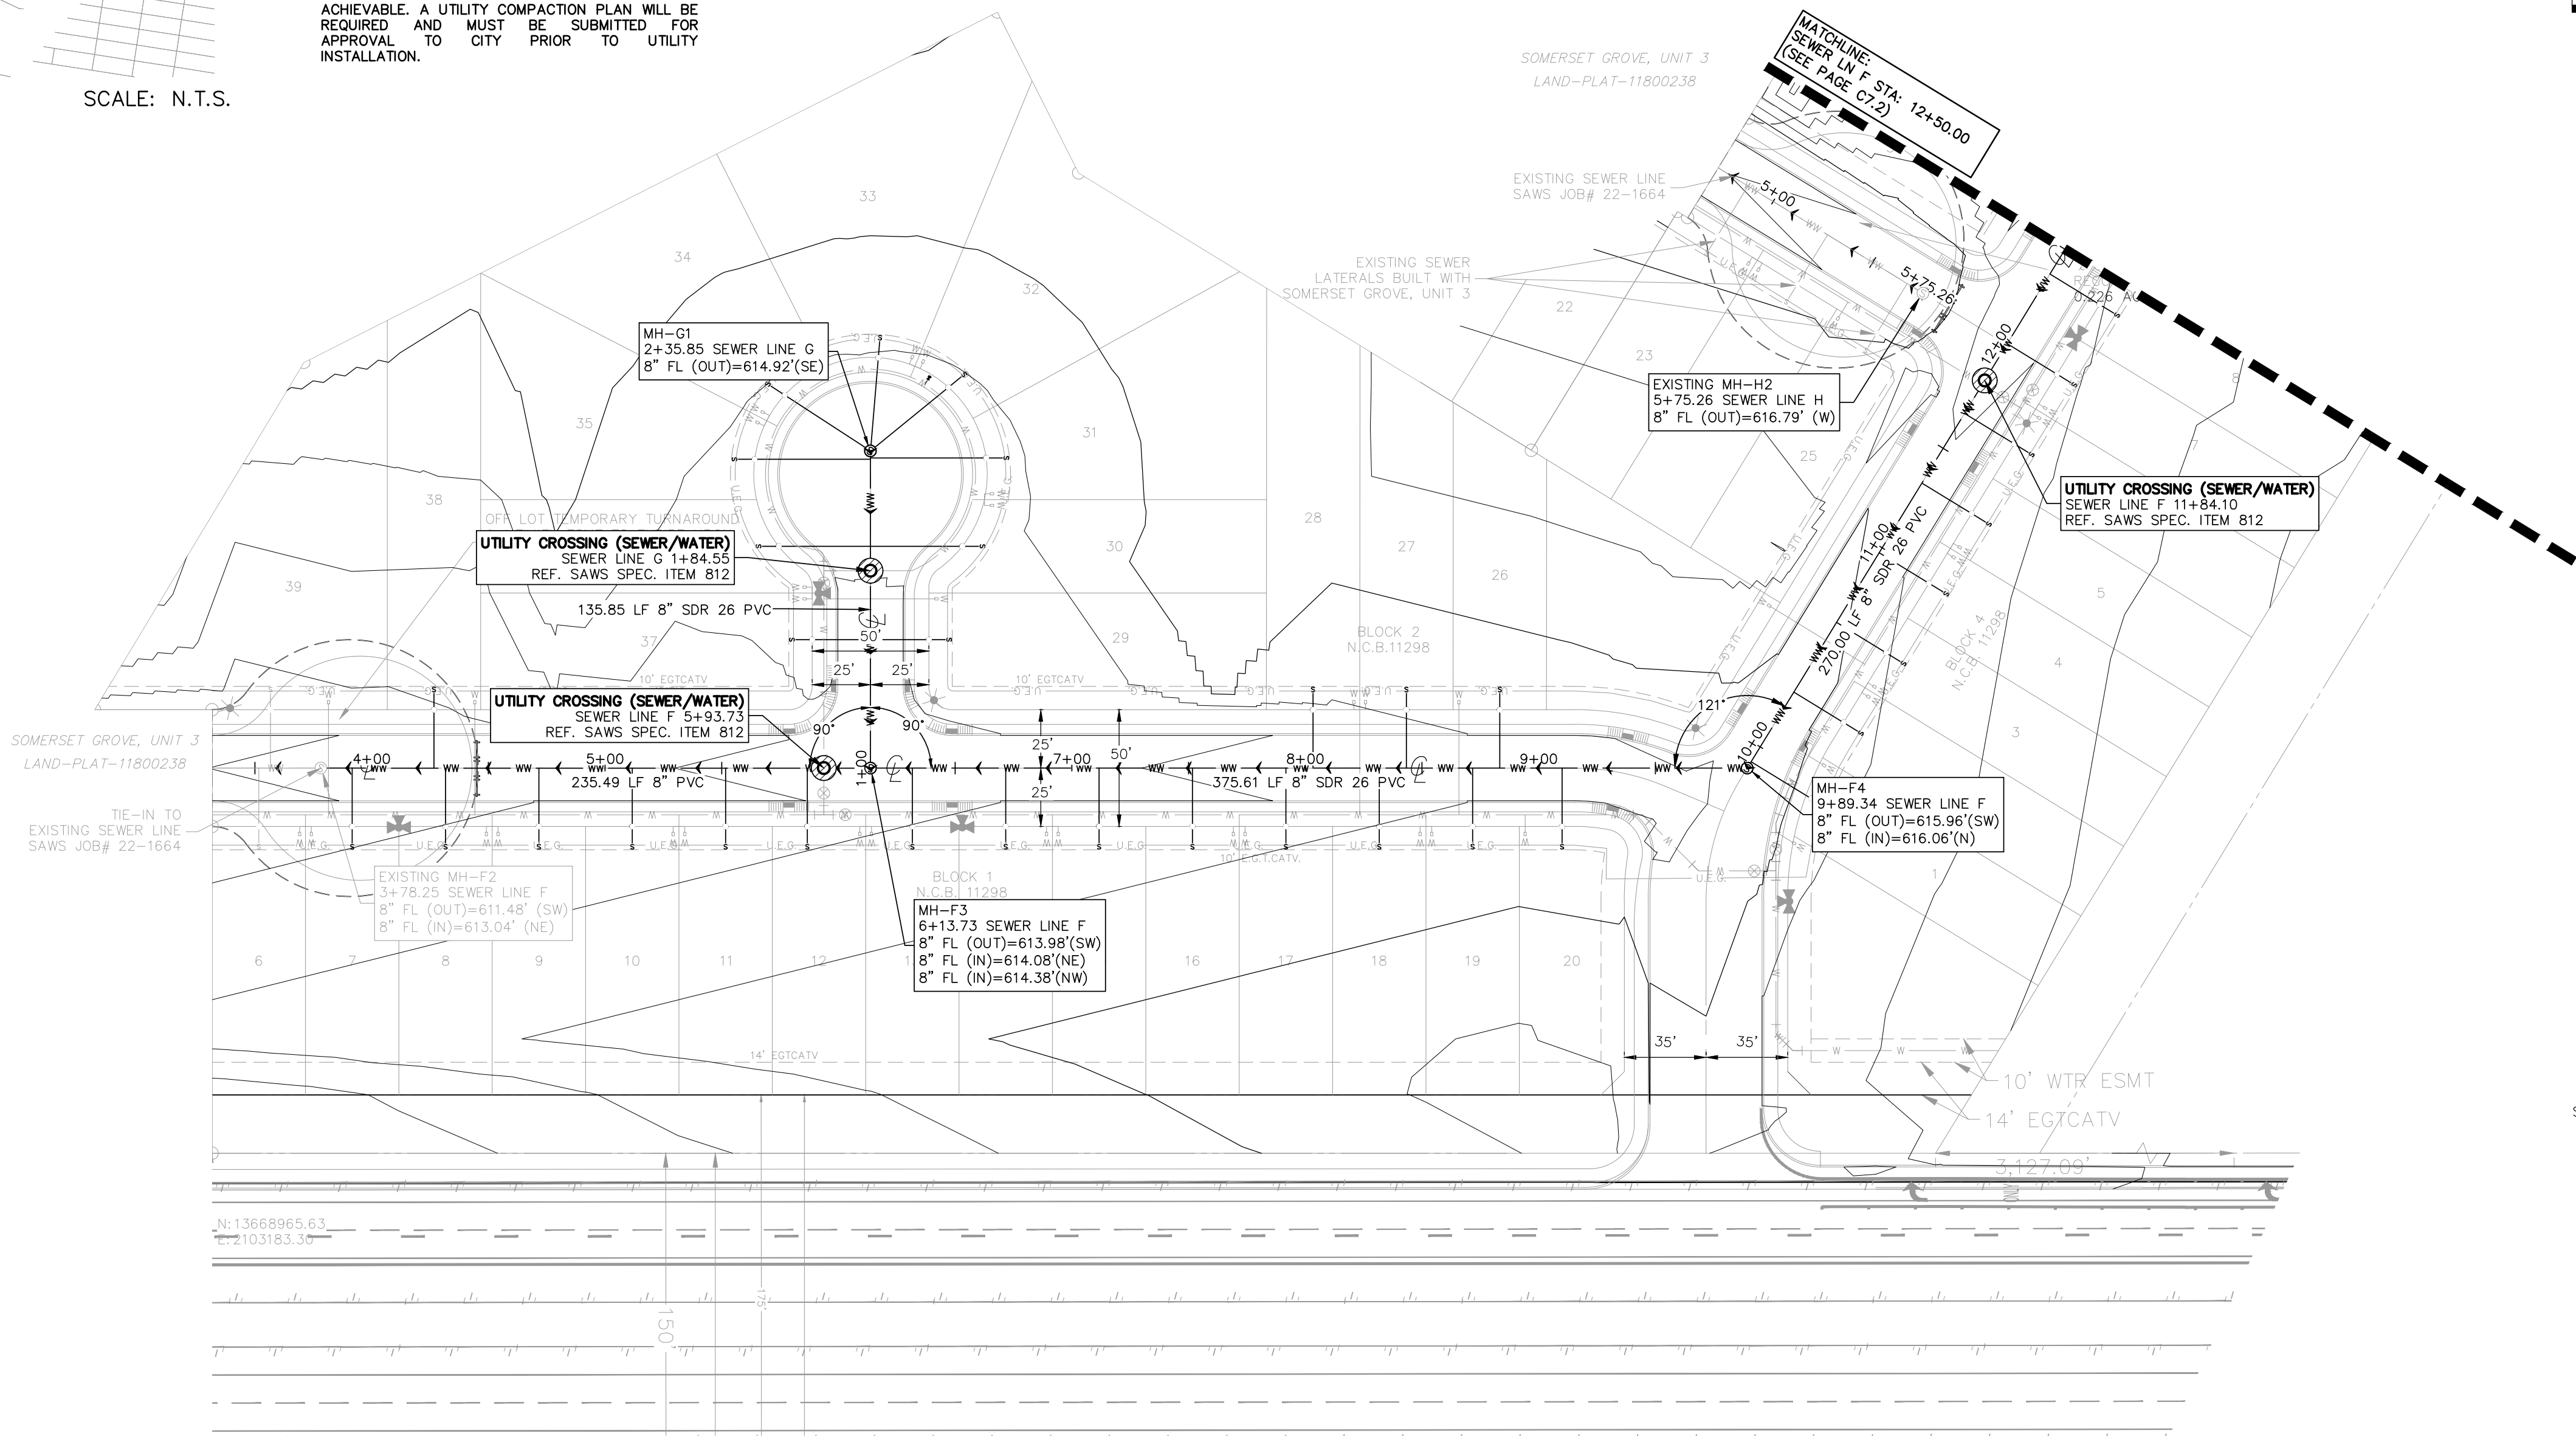 ACHIEVABLE. A UTILITY COMPACTION PLAN WILL BE
REQUIRED AND MUST BE SUBMITTED FOR
APPROVAL TO CITY PRIOR TO UTILITY
INSTALLATION.
SCALE: N.T.S.
SOMERSET GROVE, UNIT 3
LAND-PLAT-11800238
MATCHLINE:
SEWER LN F STA: 12+50.00
(SEE PAGE C7.2)
EXISTING SEWER LINE
SAWS JOB# 22-1664
5+00
5+75.26
EXISTING SEWER
LATERALS BUILT WITH
SOMERSET GROVE, UNIT 3
33
34
32
35
31
38
30
39
37
29
28
27
26
22
23
25
MH-G1
2+35.85 SEWER LINE G
8" FL (OUT)=614.92'(SE)
EXISTING MH-H2
5+75.26 SEWER LINE H
8" FL (OUT)=616.79' (W)
0.226 AC
12+00
8
7
5
4
3
1
UTILITY CROSSING (SEWER/WATER)
SEWER LINE F 11+84.10
REF. SAWS SPEC. ITEM 812
OFF LOT TEMPORARY TURNAROUND
UTILITY CROSSING (SEWER/WATER)
SEWER LINE G 1+84.55
REF. SAWS SPEC. ITEM 812
135.85 LF 8" SDR 26 PVC
50'
25'
25'
BLOCK 2
N.C.B.11298
11+00
270.00 LF 8" SDR 26 PVC
BLOCK 4
N.C.B. 11298
10' EGTCATV
10' EGTCATV
UTILITY CROSSING (SEWER/WATER)
SEWER LINE F 5+93.73
REF. SAWS SPEC. ITEM 812
90°
90°
121°
25'
50'
25'
10+00
1+00
SOMERSET GROVE, UNIT 3
LAND-PLAT-11800238
4+00
5+00
7+00
8+00
9+00
235.49 LF 8" PVC
375.61 LF 8" SDR 26 PVC
TIE-IN TO
EXISTING SEWER LINE
SAWS JOB# 22-1664
MH-F4
9+89.34 SEWER LINE F
8" FL (OUT)=615.96'(SW)
8" FL (IN)=616.06'(N)
10' E.G.T.CATV.
EXISTING MH-F2
3+78.25 SEWER LINE F
8" FL (OUT)=611.48' (SW)
8" FL (IN)=613.04' (NE)
BLOCK 1
N.C.B. 11298
MH-F3
6+13.73 SEWER LINE F
8" FL (OUT)=613.98'(SW)
8" FL (IN)=614.08'(NE)
8" FL (IN)=614.38'(NW)
6
7
8
9
10
11
12
16
17
18
19
20
14' EGTCATV
35'
35'
10' WTR ESMT
14' EGTCATV
3,127.09'
ONLY
N:13668965.63
E:2103183.30
175'
150'